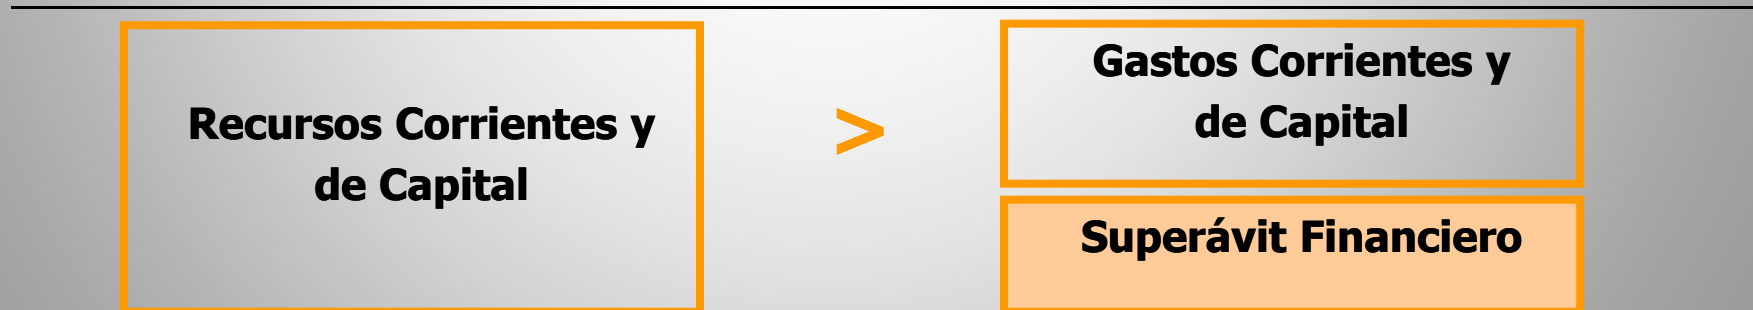 Recursos Corrientes y
de Capital
>
Gastos Corrientes y
de Capital
Superávit Financiero